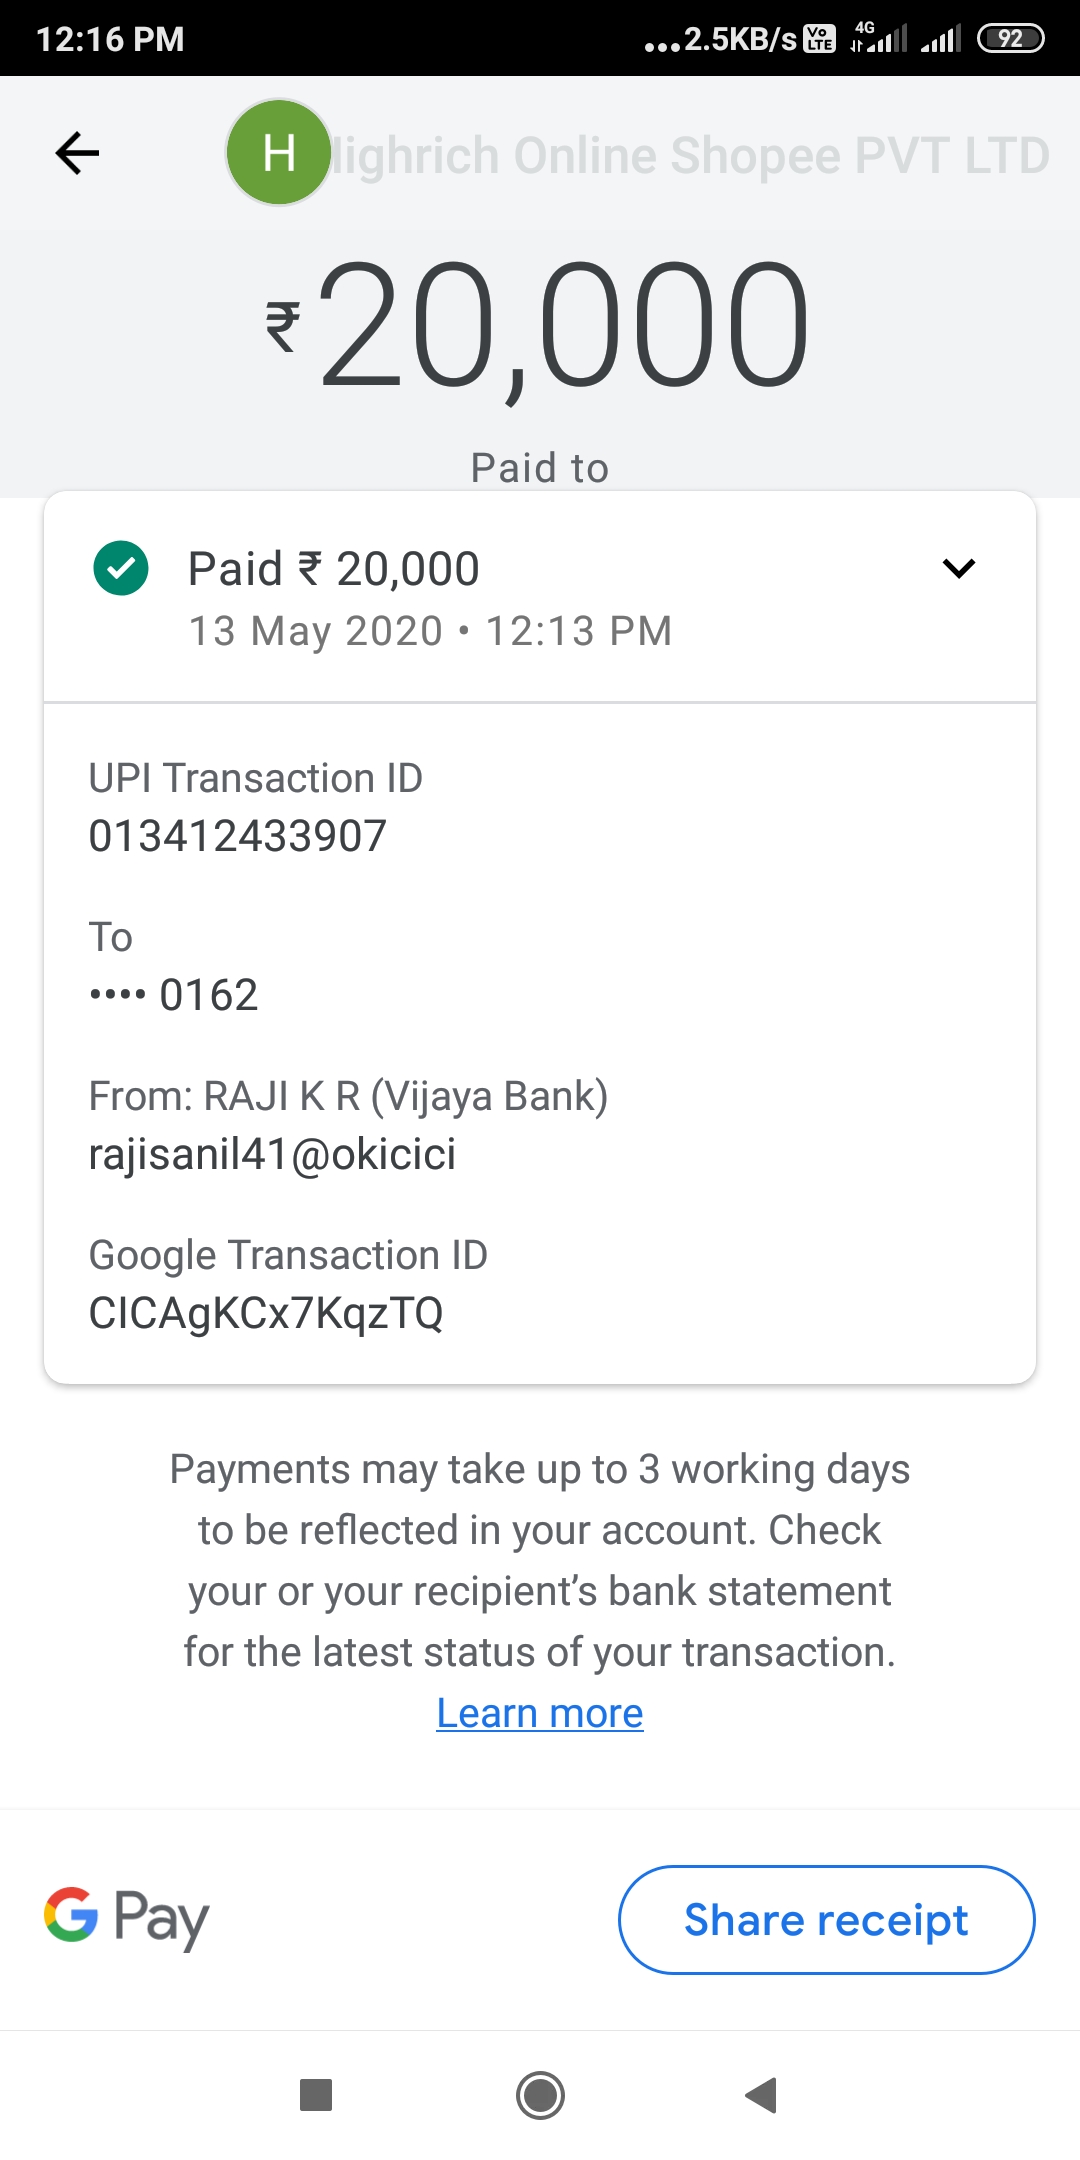 12:16 PM
...2.5KB/s Vo LTE 4G 92
H
Highrich Online Shopee PVT LTD
₹20,000
Paid to
Paid ₹ 20,000
13 May 2020 • 12:13 PM
UPI Transaction ID
013412433907
To
•••• 0162
From: RAJI K R (Vijaya Bank)
rajisanil41@okicici
Google Transaction ID
CICAgKCx7KqzTQ
Payments may take up to 3 working days
to be reflected in your account. Check
your or your recipient’s bank statement
for the latest status of your transaction.
Learn more
G Pay
Share receipt